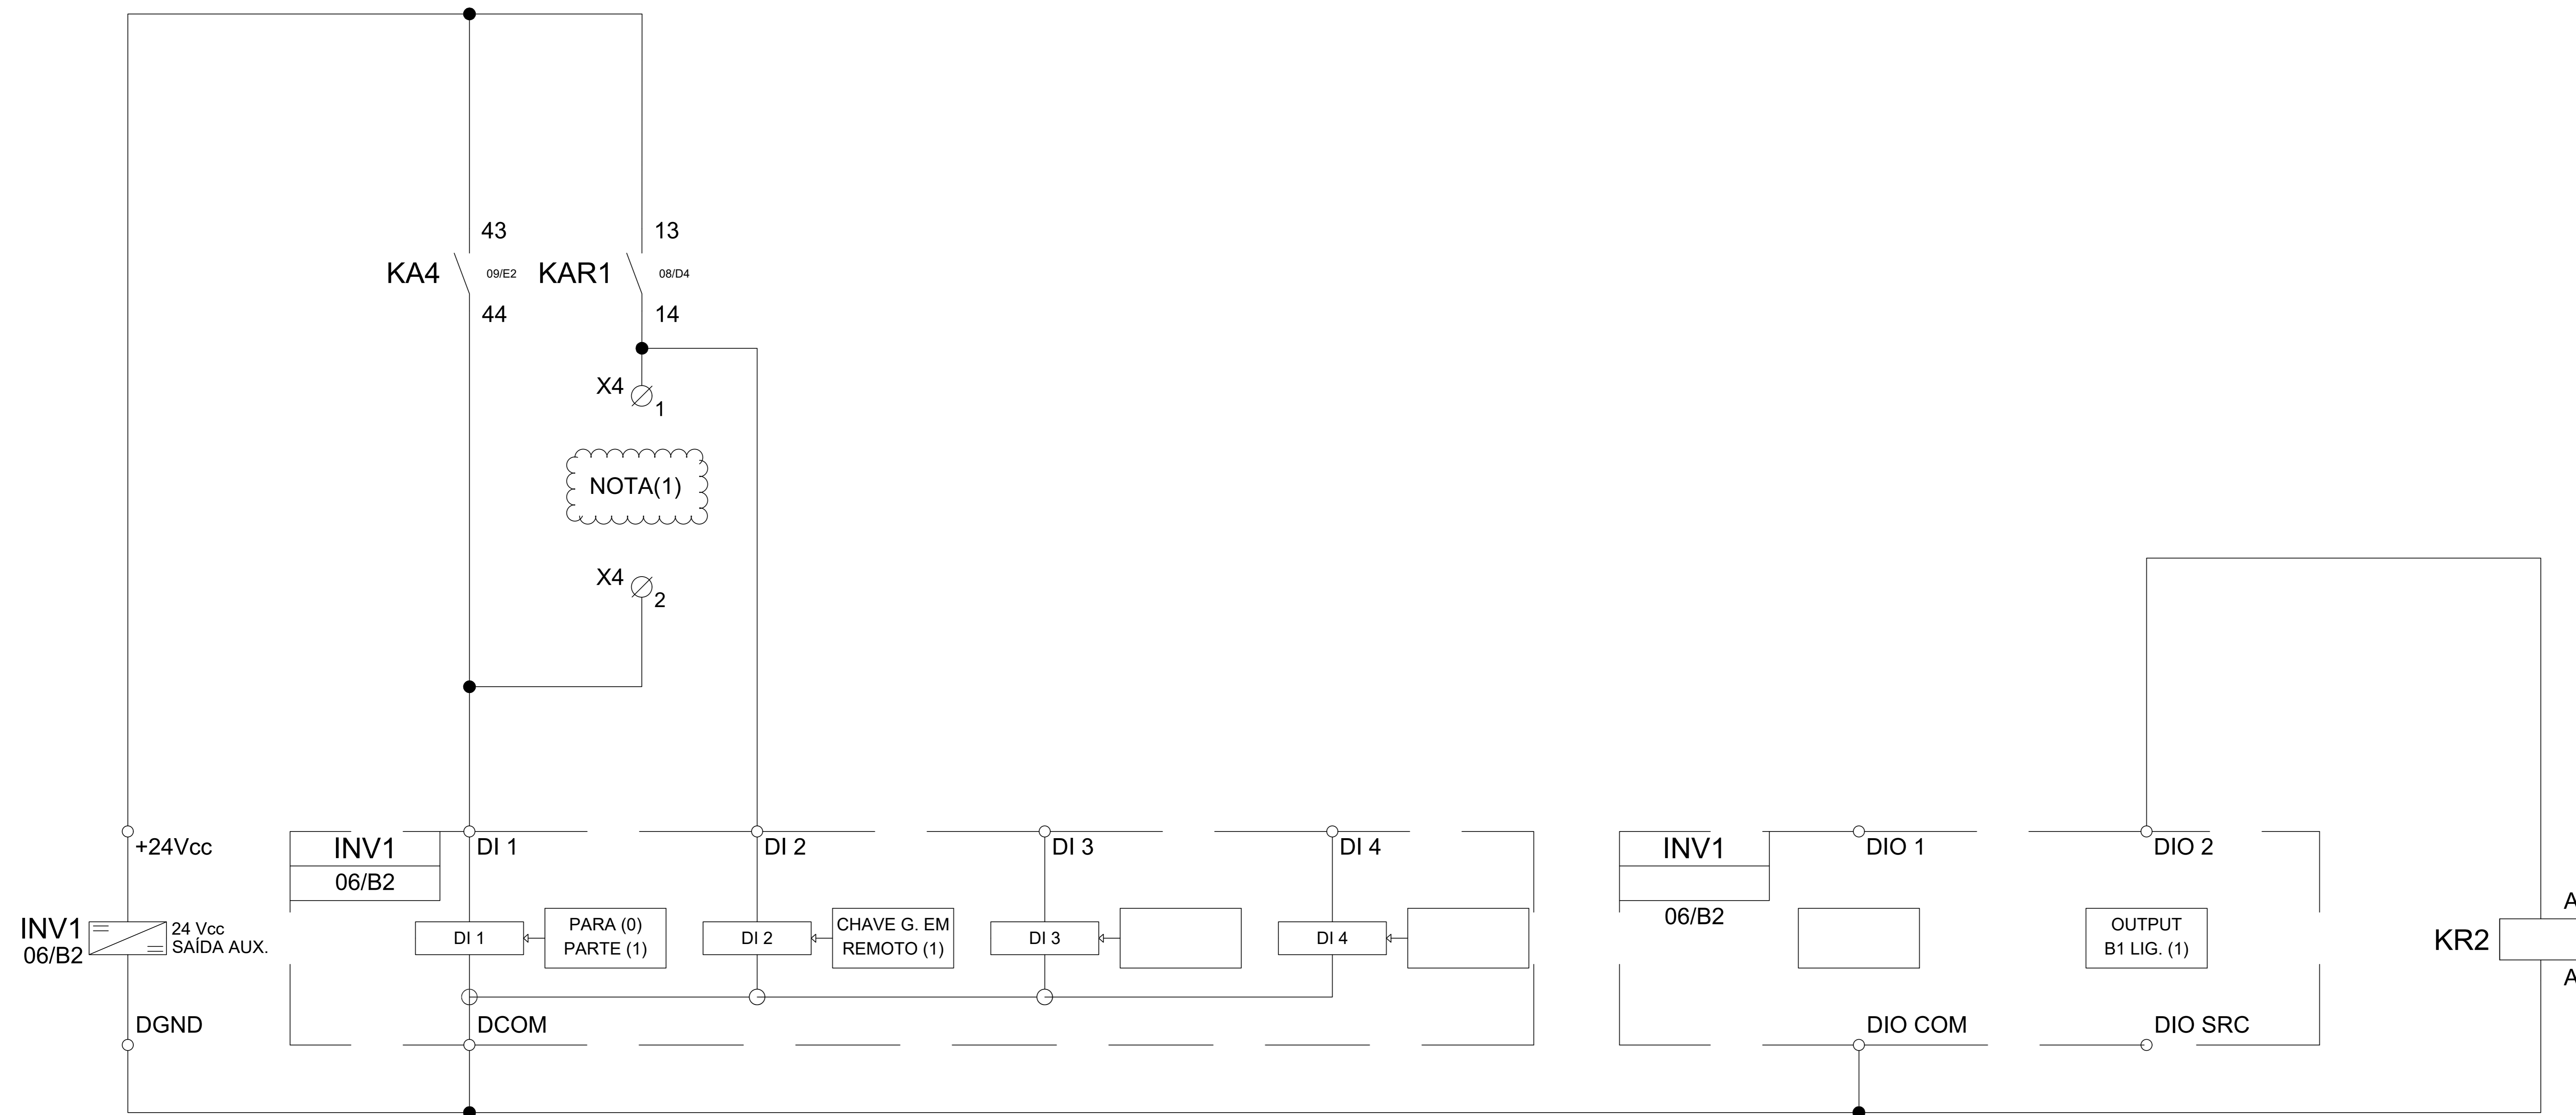 43
13
KA4
09/E2
KAR1
08/D4
44
14
X4
1
NOTA(1)
X4
2
+24Vcc
INV1
06/B2
DI 1
DI 2
DI 3
DI 4
INV1
06/B2
DIO 1
DIO 2
INV1
06/B2
24 Vcc
SAÍDA AUX.
DI 1
PARA (0)
PARTE (1)
DI 2
CHAVE G. EM
REMOTO (1)
DI 3
DI 4
OUTPUT
B1 LIG. (1)
KR2
DGND
DCOM
DIO COM
DIO SRC